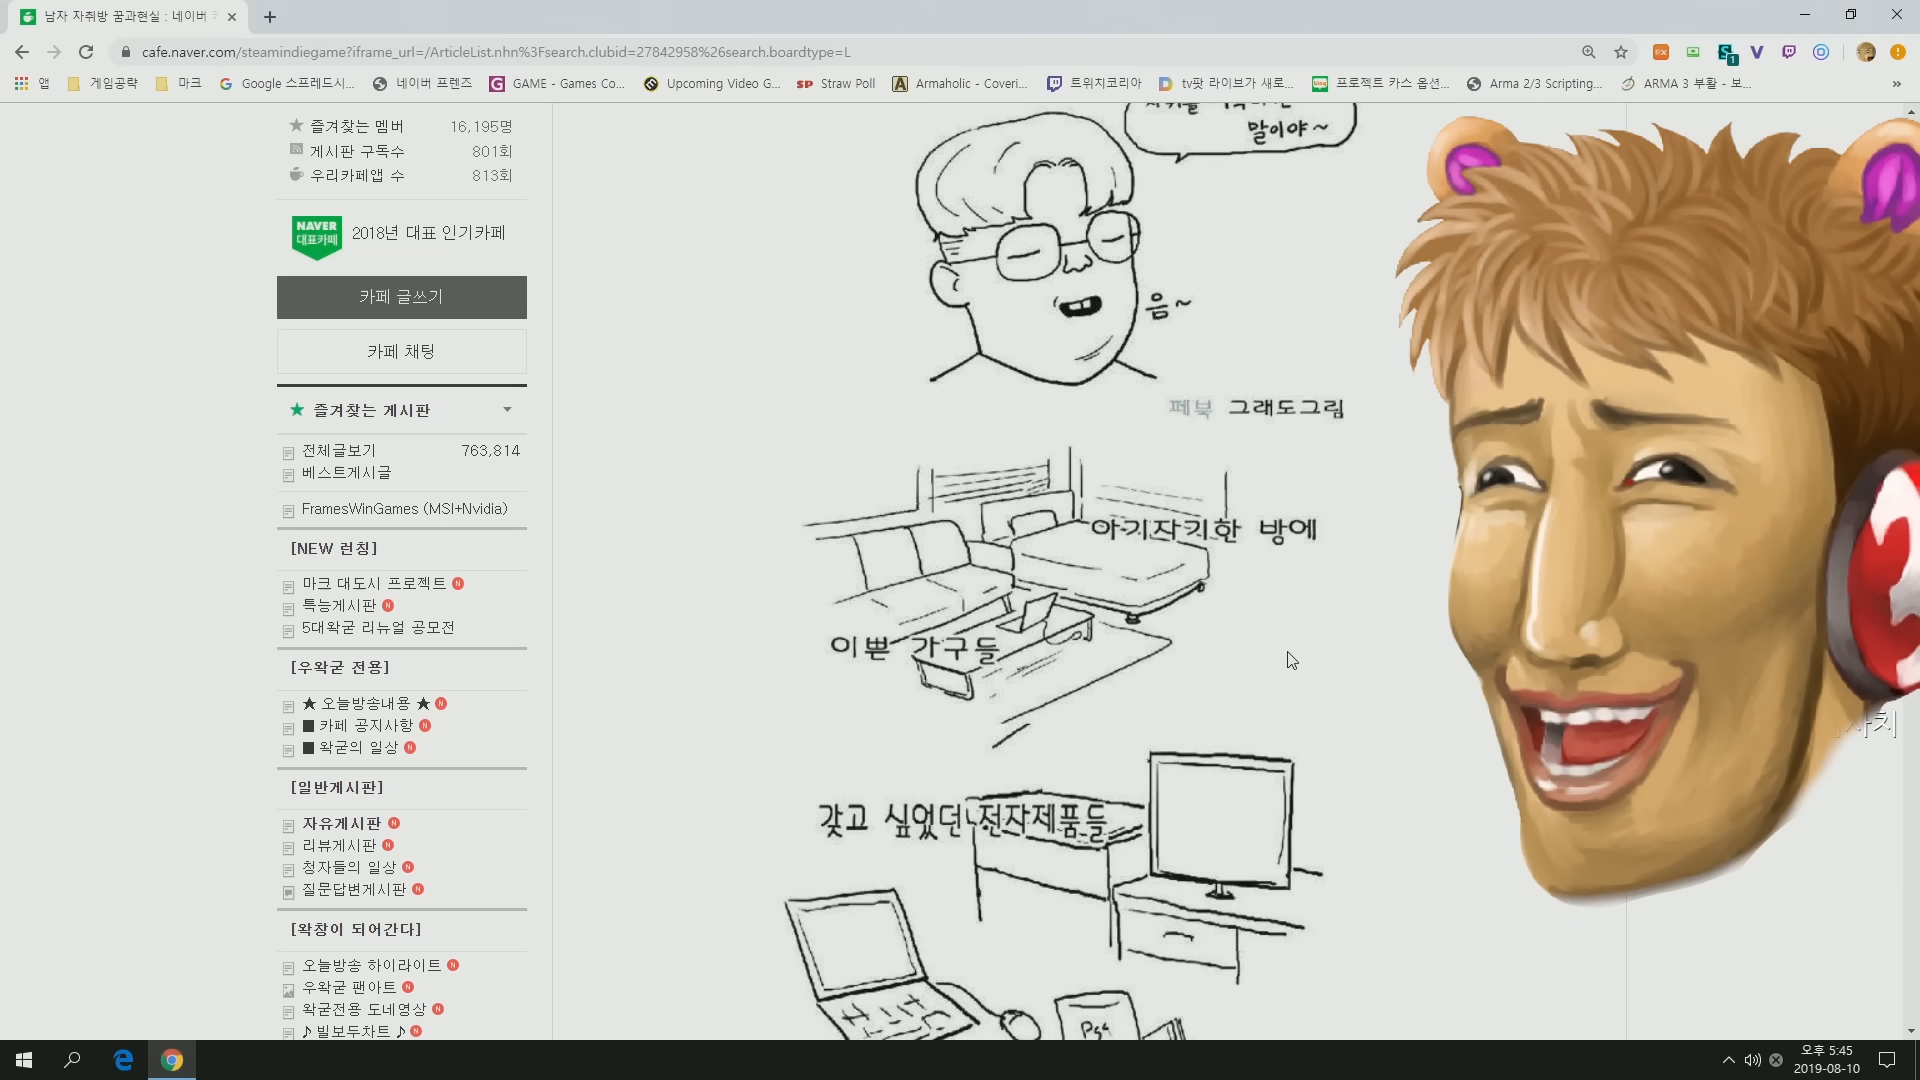 남자 자취방 꿈과현실 : 네이버 카
cafe.naver.com/steamindiegame?iframe_url=/ArticleList.nhn%3Fsearch.clubid=27842958%26search.boardtype=L
앱 게임공략 마크 Google 스프레드시... 네이버 프렌즈 GAME - Games Co... Upcoming Video G... SP Straw Poll Armaholic - Coveri... 트위치코리아 tv팟 라이브가 새로... 프로젝트 카스 옵션... Arma 2/3 Scripting... ARMA 3 부활 - 보... »
즐겨찾는 멤버 16,195명
게시판 구독수 801회
우리카페앱 수 813회
NAVER
대표카페
2018년 대표 인기카페
카페 글쓰기
카페 채팅
즐겨찾는 게시판
전체글보기 763,814
베스트게시글
FramesWinGames (MSI+Nvidia)
[NEW 런칭]
마크 대도시 프로젝트 N
특능게시판 N
5대왁굳 리뉴얼 공모전
[우왁굳 전용]
★ 오늘방송내용 ★ N
■ 카페 공지사항 N
■ 왁굳의 일상 N
[일반게시판]
자유게시판 N
리뷰게시판 N
청자들의 일상 N
질문답변게시판 N
[왁창이 되어간다]
오늘방송 하이라이트 N
우왁굳 팬아트 N
왁굳전용 도네영상 N
♪ 빌보두차트 ♪ N
말이야~
음~
페북 그래도그림
아기자기한 방에
이쁜 가구들
갖고 싶었던 전자제품들
PS4
오후 5:45
2019-08-10